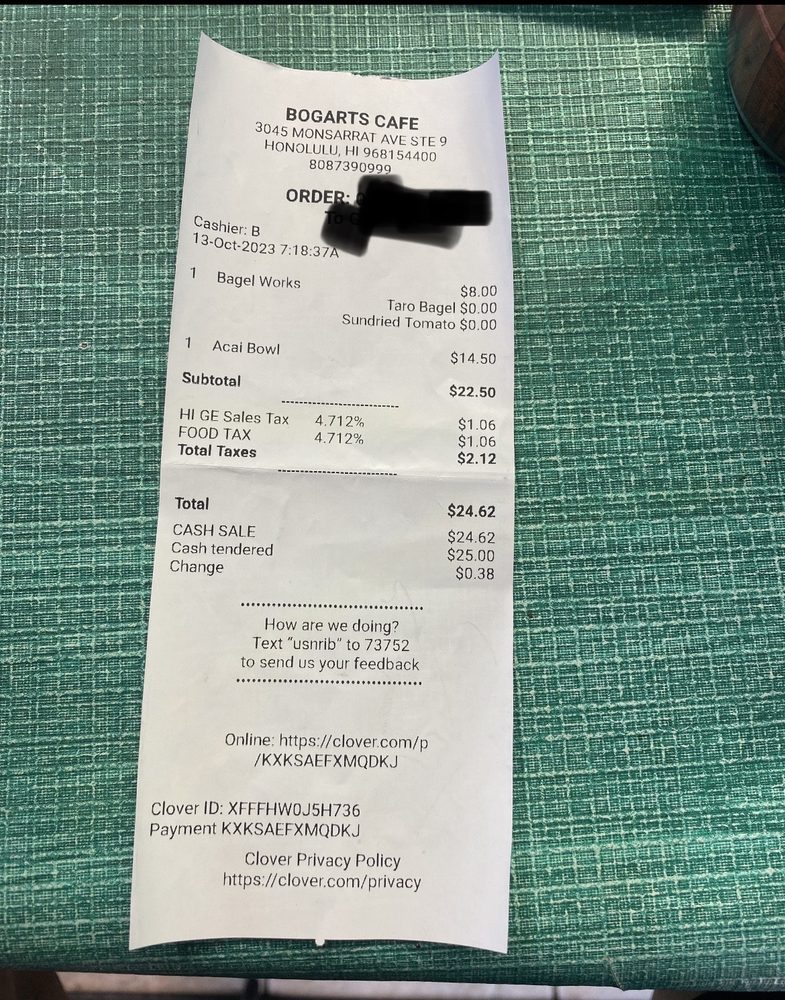 BOGARTS CAFE
3045 MONSARRAT AVE STE 9
HONOLULU, HI 968154400
8087390999
ORDER:
Cashier: B
13-Oct-2023 7:18:37A
1 Bagel Works $8.00
Taro Bagel $0.00
Sundried Tomato $0.00
1 Acai Bowl $14.50
Subtotal $22.50
HI GE Sales Tax 4.712% $1.06
FOOD TAX 4.712% $1.06
Total Taxes $2.12
Total $24.62
CASH SALE $24.62
Cash tendered $25.00
Change $0.38
How are we doing?
Text "usnrib" to 73752
to send us your feedback
Online: https://clover.com/p
/KXKSAEFXMQDKJ
Clover ID: XFFFHW0J5H736
Payment KXKSAEFXMQDKJ
Clover Privacy Policy
https://clover.com/privacy